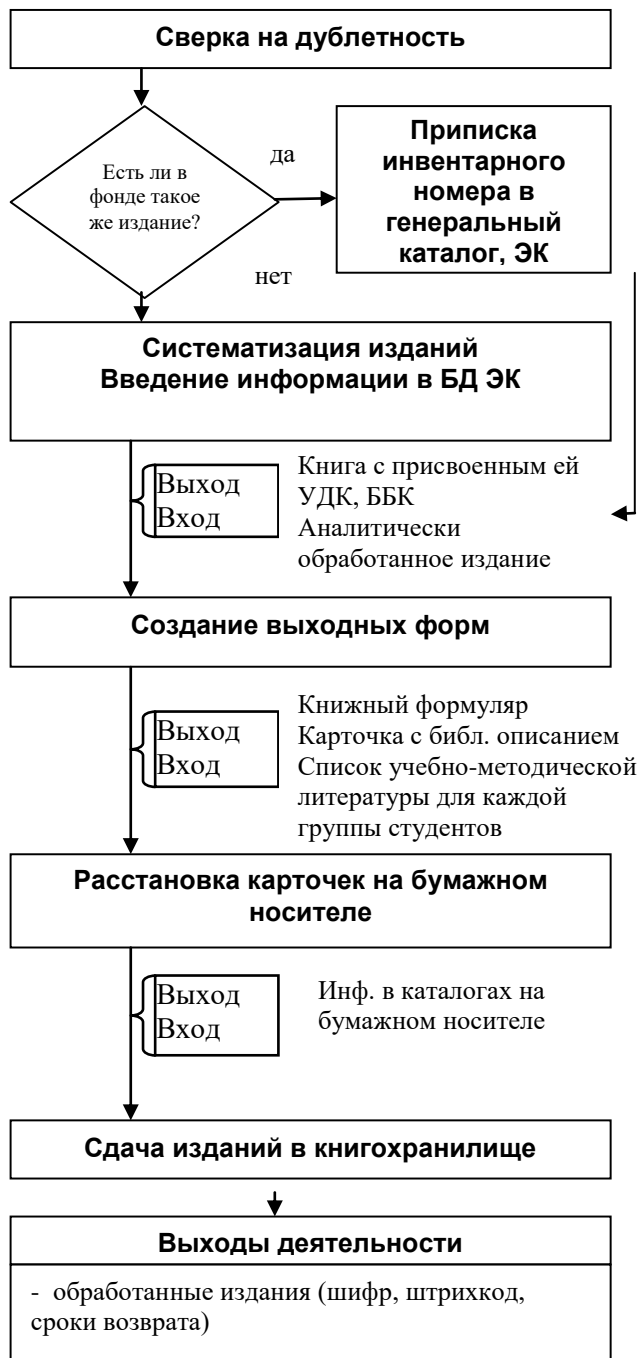 Сверка на дублетность
Есть ли в
фонде такое
же издание?
да
Приписка
инвентарного
номера в
генеральный
каталог, ЭК
нет
Систематизация изданий
Введение информации в БД ЭК
Выход
Вход
Книга с присвоенным ей
УДК, ББК
Аналитически
обработанное издание
Создание выходных форм
Выход
Вход
Книжный формуляр
Карточка с библ. описанием
Список учебно-методической
литературы для каждой
группы студентов
Расстановка карточек на бумажном
носителе
Выход
Вход
Инф. в каталогах на
бумажном носителе
Сдача изданий в книгохранилище
Выходы деятельности
- обработанные издания (шифр, штрихкод,
сроки возврата)